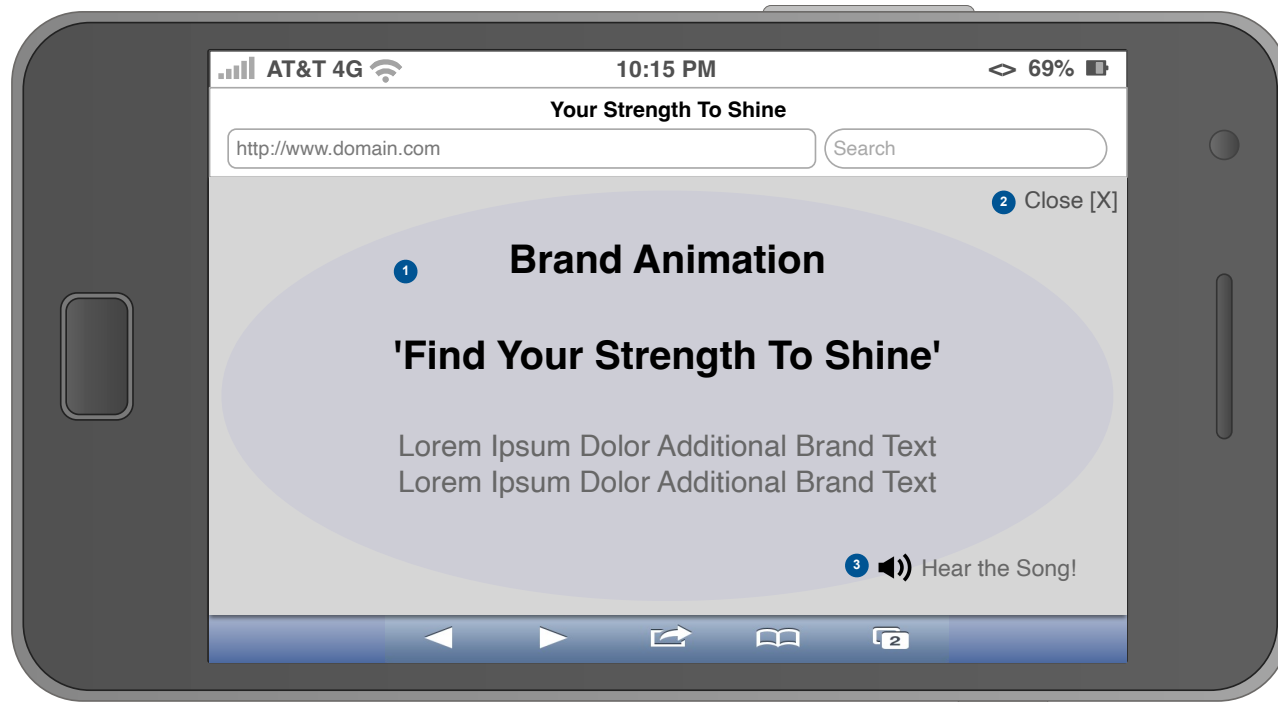 AT&T 4G 10:15 PM <> 69%
Your Strength To Shine
http://www.domain.com Search
2 Close [X]
1 Brand Animation
'Find Your Strength To Shine'
Lorem Ipsum Dolor Additional Brand Text
Lorem Ipsum Dolor Additional Brand Text
3 Hear the Song!
2